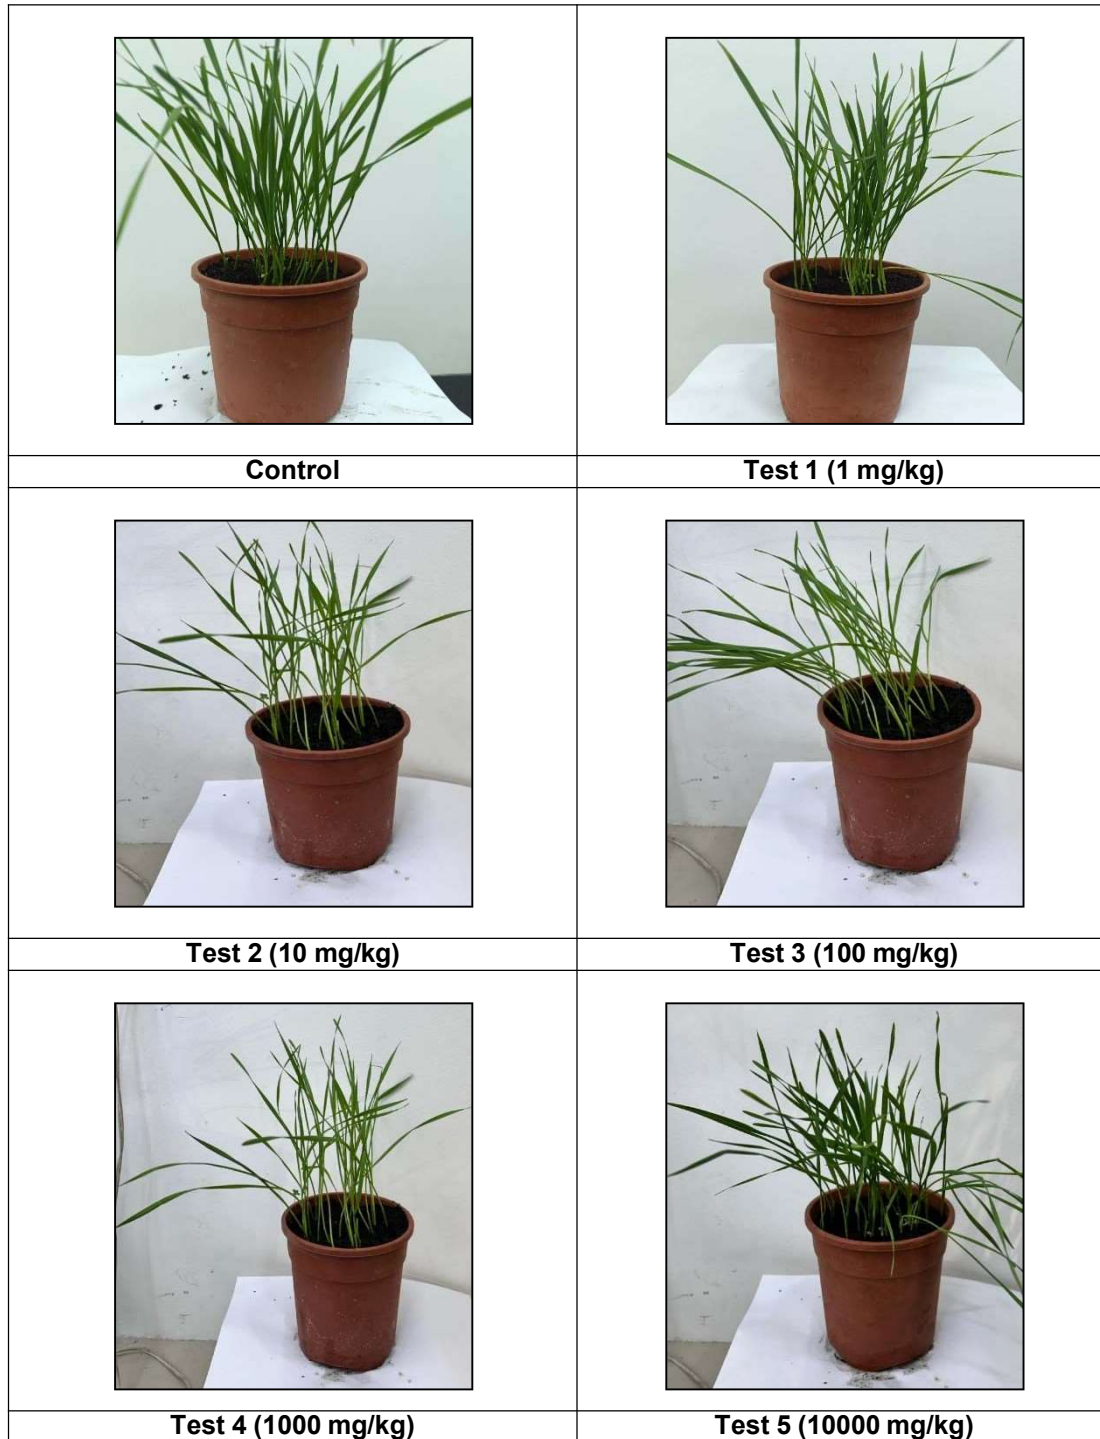 Control
Test 1 (1 mg/kg)
Test 2 (10 mg/kg)
Test 3 (100 mg/kg)
Test 4 (1000 mg/kg)
Test 5 (10000 mg/kg)